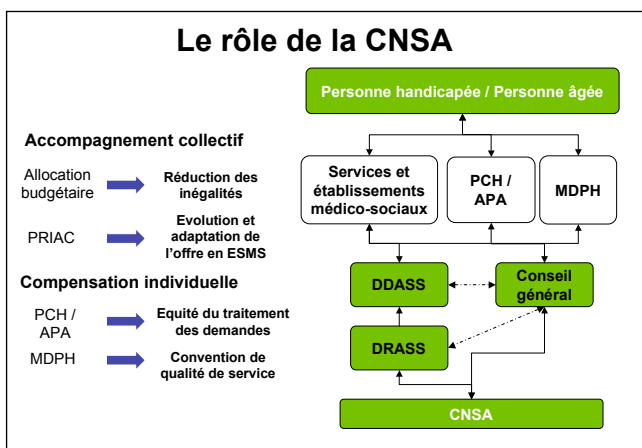 Le rôle de la CNSA
Accompagnement collectif
Allocation
budgétaire
Réduction des
inégalités
PRIAC
Evolution et
adaptation de
l'offre en ESMS
Compensation individuelle
PCH /
APA
Equité du traitement
des demandes
MDPH
Convention de
qualité de service
Personne handicapée / Personne âgée
Services et
établissements
médico-sociaux
PCH /
APA
MDPH
DDASS
Conseil
général
DRASS
CNSA